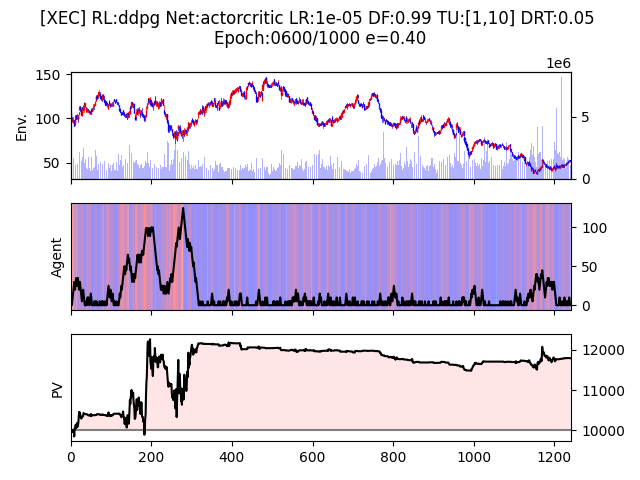 [XEC] RL:ddpg Net:actorcritic LR:1e-05 DF:0.99 TU:[1,10] DRT:0.05
Epoch:0600/1000 e=0.40
1e6
150
100
50
Env.
5
0
Agent
100
50
0
PV
12000
11000
10000
0 200 400 600 800 1000 1200